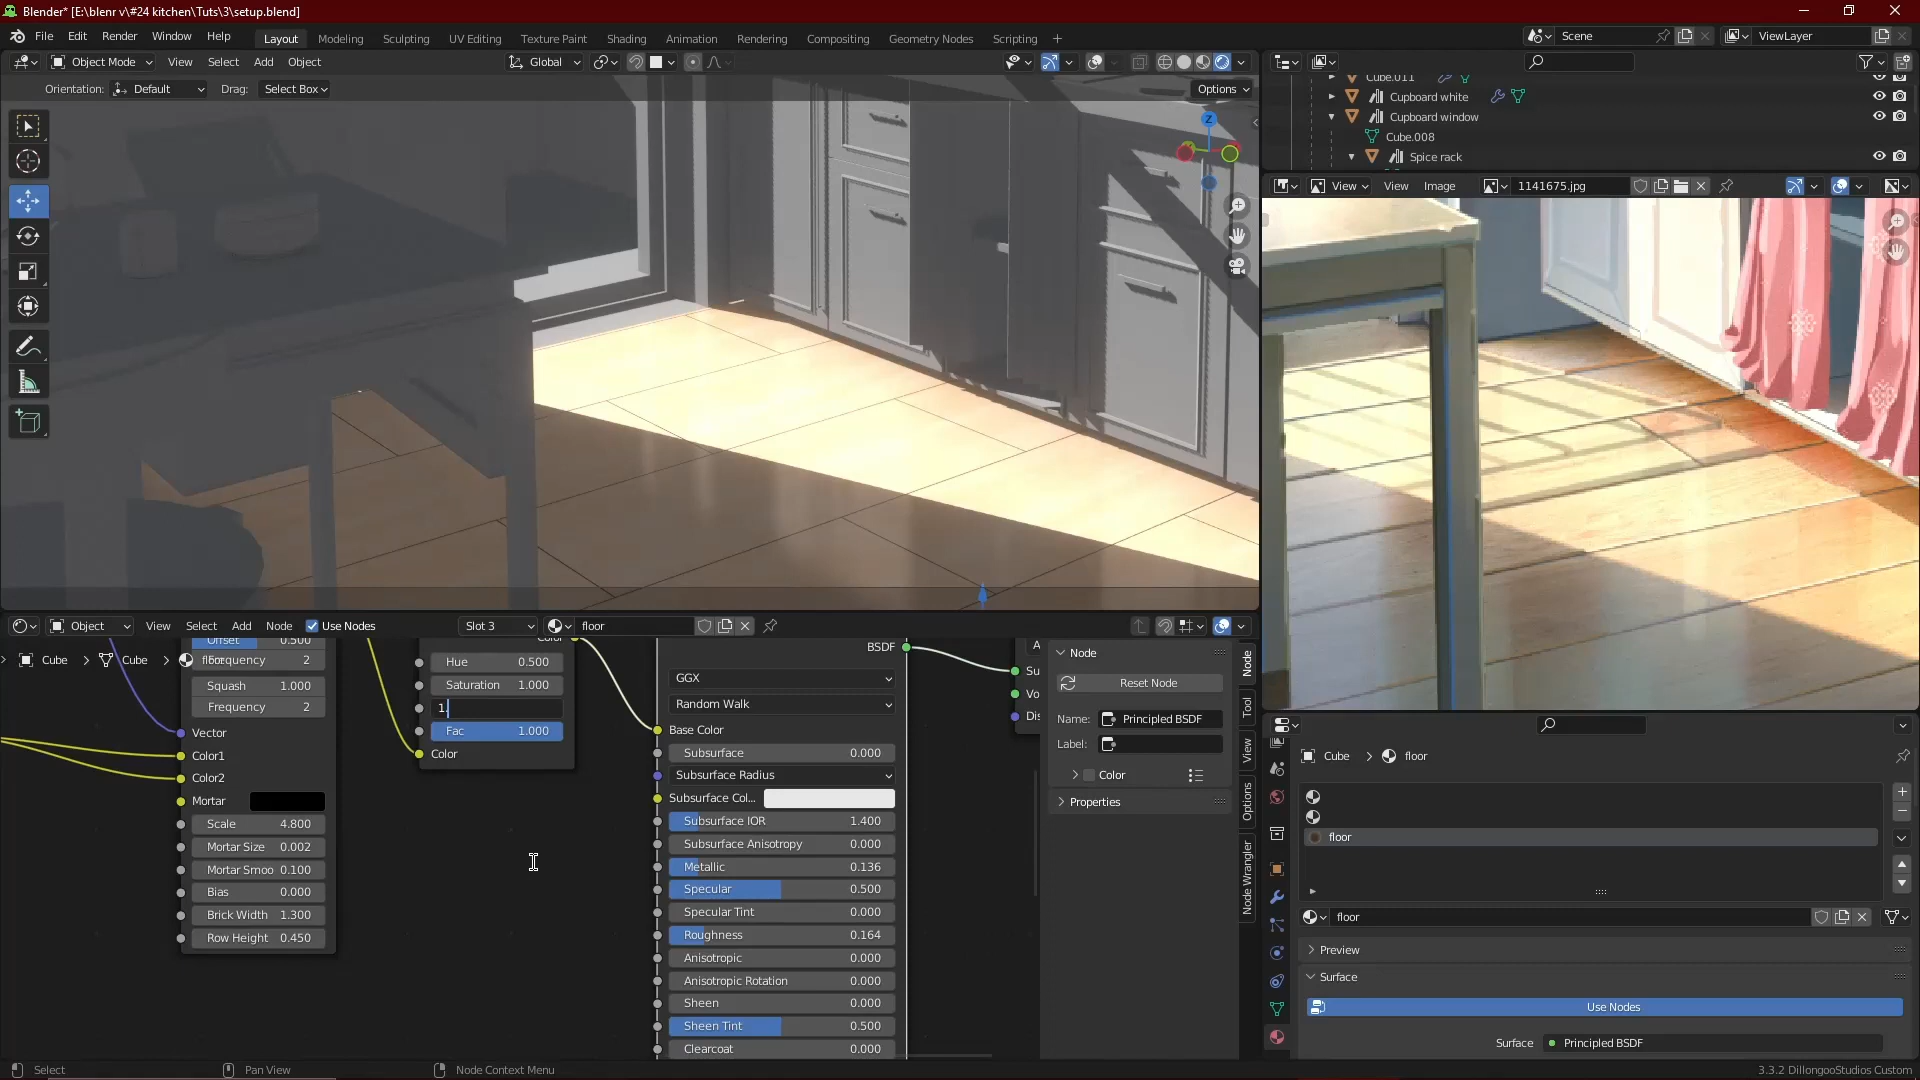 Blender* [E:\blenr v\#24 kitchen\Tuts\3\setup.blend]
File Edit Render Window Help Layout Modeling Sculpting UV Editing Texture Paint Shading Animation Rendering Compositing Geometry Nodes Scripting + Scene ViewLayer
Object Mode View Select Add Object Global
Orientation: Default Drag: Select Box Options
Z
Cube.011
Cupboard white
Cupboard window
Cube.008
Spice rack
View View Image 1141675.jpg
Object View Select Add Node Use Nodes Slot 3 floor
Cube > Cube > floor
Offset 0.500
Frequency 2
Squash 1.000
Frequency 2
Vector
Color1
Color2
Mortar
Scale 4.800
Mortar Size 0.002
Mortar Smoo 0.100
Bias 0.000
Brick Width 1.300
Row Height 0.450
Color
Hue 0.500
Saturation 1.000
1.
Fac 1.000
Color
BSDF
GGX
Random Walk
Base Color
Subsurface 0.000
Subsurface Radius
Subsurface Col...
Subsurface IOR 1.400
Subsurface Anisotropy 0.000
Metallic 0.136
Specular 0.500
Specular Tint 0.000
Roughness 0.164
Anisotropic 0.000
Anisotropic Rotation 0.000
Sheen 0.000
Sheen Tint 0.500
Clearcoat 0.000
A
Su
Vo
Dis
Node
Reset Node
Name: Principled BSDF
Label:
Color
Properties
Node
Tool
View
Options
Node Wrangler
Cube > floor
floor
floor
Preview
Surface
Use Nodes
Surface Principled BSDF
Select Pan View Node Context Menu 3.3.2 DillongooStudios Custom